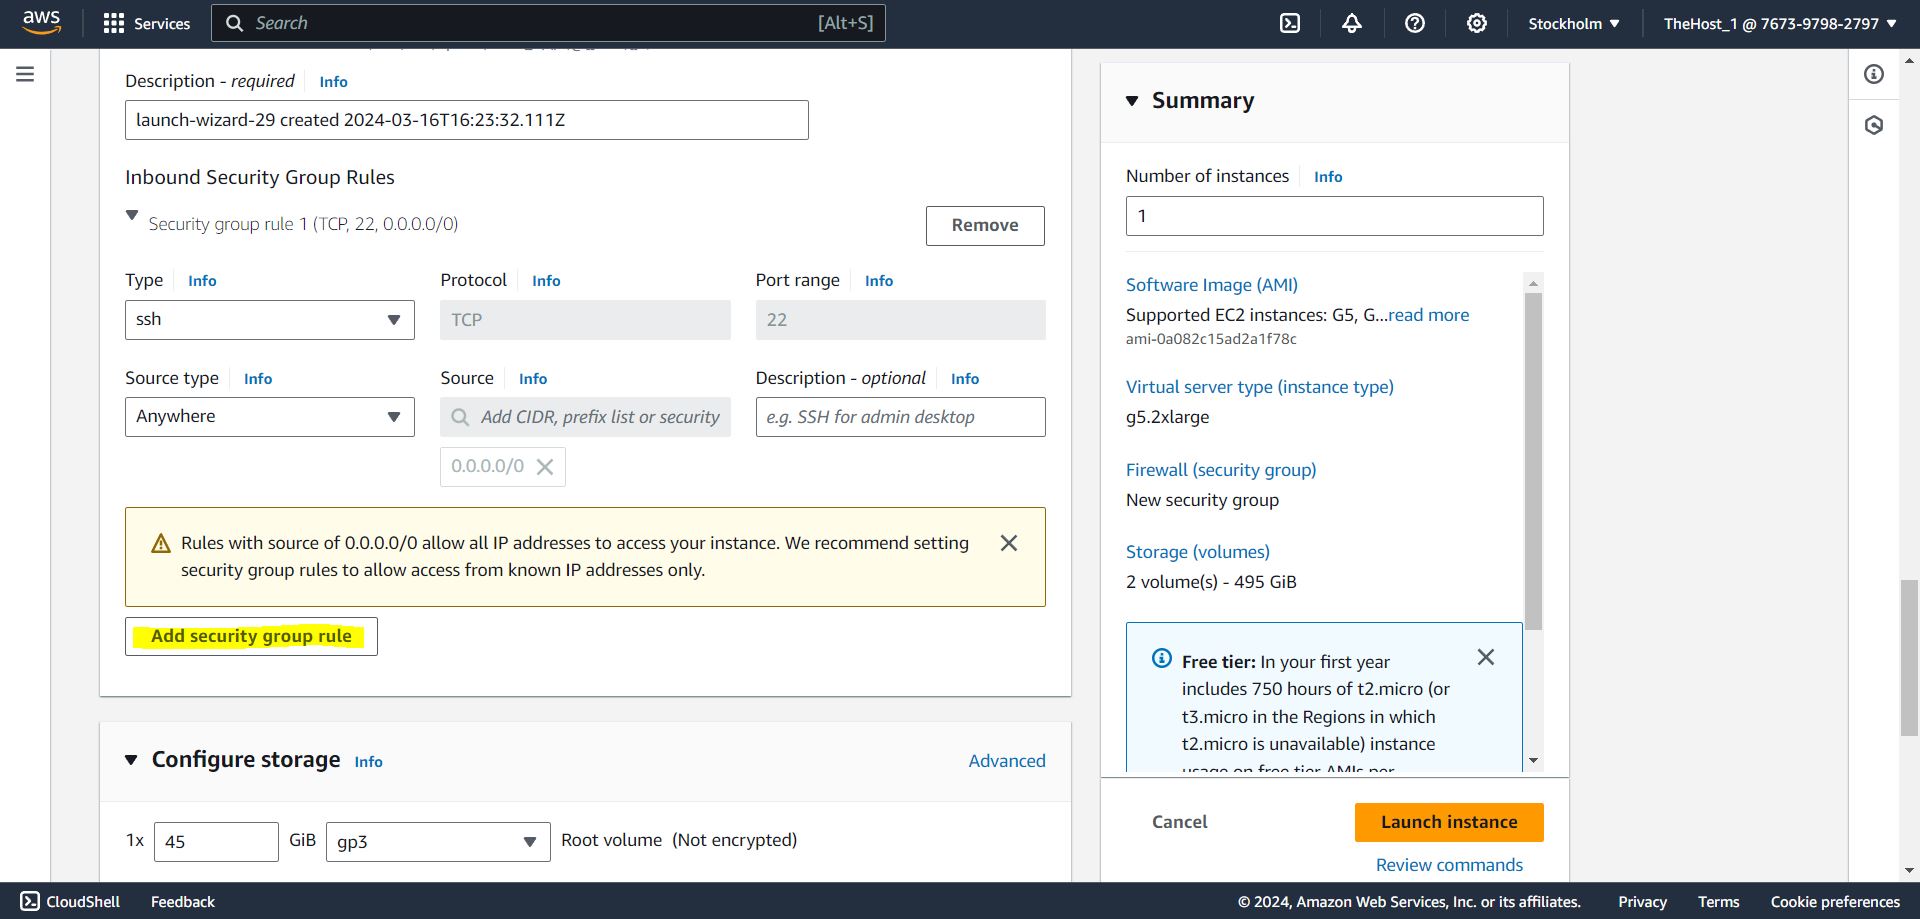 aws
Services
Search
[Alt+S]
Stockholm
TheHost_1 @ 7673-9798-2797
Description - required
Info
launch-wizard-29 created 2024-03-16T16:23:32.111Z
Inbound Security Group Rules
Security group rule 1 (TCP, 22, 0.0.0.0/0)
Remove
Type
Info
Protocol
Info
Port range
Info
ssh
TCP
22
Source type
Info
Source
Info
Description - optional
Info
Anywhere
Add CIDR, prefix list or security
e.g. SSH for admin desktop
0.0.0.0/0
Rules with source of 0.0.0.0/0 allow all IP addresses to access your instance. We recommend setting
security group rules to allow access from known IP addresses only.
Add security group rule
Configure storage
Info
Advanced
1x
45
GiB
gp3
Root volume (Not encrypted)
Summary
Number of instances
Info
1
Software Image (AMI)
Supported EC2 instances: G5, G...read more
ami-0a082c15ad2a1f78c
Virtual server type (instance type)
g5.2xlarge
Firewall (security group)
New security group
Storage (volumes)
2 volume(s) - 495 GiB
Free tier: In your first year
includes 750 hours of t2.micro (or
t3.micro in the Regions in which
t2.micro is unavailable) instance
usage on free tier AMIs per
Cancel
Launch instance
Review commands
CloudShell
Feedback
© 2024, Amazon Web Services, Inc. or its affiliates.
Privacy
Terms
Cookie preferences